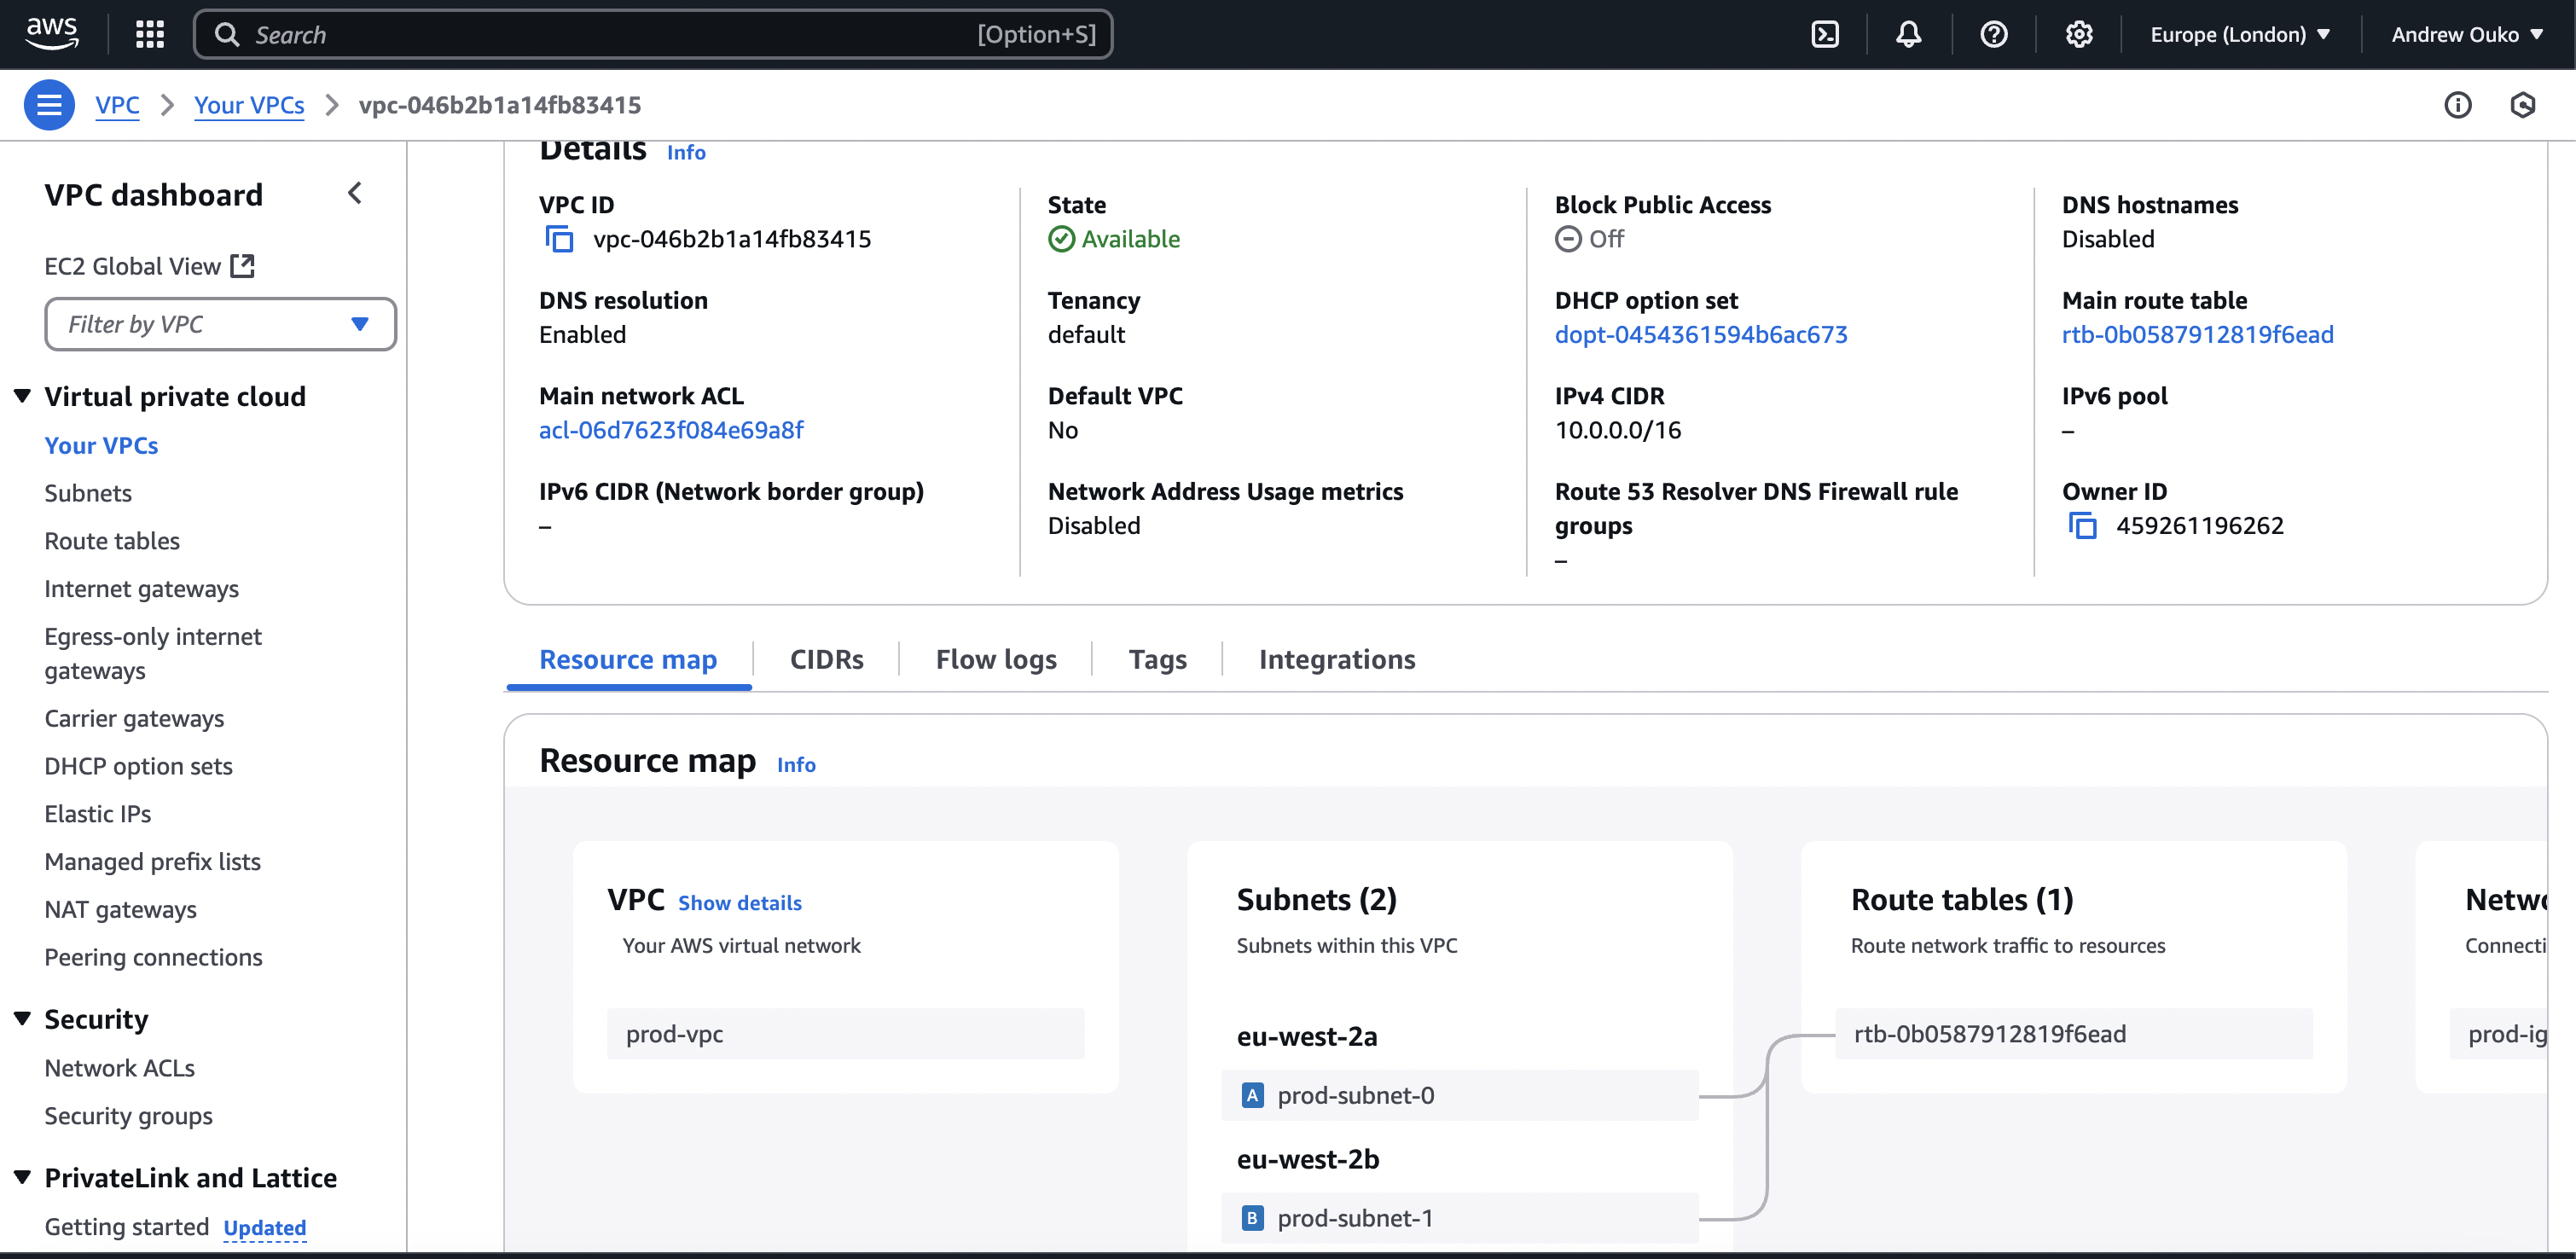 aws
Search
[Option+S]
Europe (London)
Andrew Ouko
VPC
Your VPCs
vpc-046b2b1a14fb83415
VPC dashboard
EC2 Global View
Filter by VPC
Virtual private cloud
Your VPCs
Subnets
Route tables
Internet gateways
Egress-only internet
gateways
Carrier gateways
DHCP option sets
Elastic IPs
Managed prefix lists
NAT gateways
Peering connections
Security
Network ACLs
Security groups
PrivateLink and Lattice
Getting started Updated
Details Info
VPC ID
vpc-046b2b1a14fb83415
State
Available
Block Public Access
Off
DNS hostnames
Disabled
DNS resolution
Enabled
Tenancy
default
DHCP option set
dopt-0454361594b6ac673
Main route table
rtb-0b0587912819f6ead
Main network ACL
acl-06d7623f084e69a8f
Default VPC
No
IPv4 CIDR
10.0.0.0/16
IPv6 pool
–
IPv6 CIDR (Network border group)
–
Network Address Usage metrics
Disabled
Route 53 Resolver DNS Firewall rule
groups
–
Owner ID
459261196262
Resource map
CIDRs
Flow logs
Tags
Integrations
Resource map Info
VPC Show details
Your AWS virtual network
prod-vpc
Subnets (2)
Subnets within this VPC
eu-west-2a
A prod-subnet-0
eu-west-2b
B prod-subnet-1
Route tables (1)
Route network traffic to resources
rtb-0b0587912819f6ead
Netwo
Connecti
prod-ig